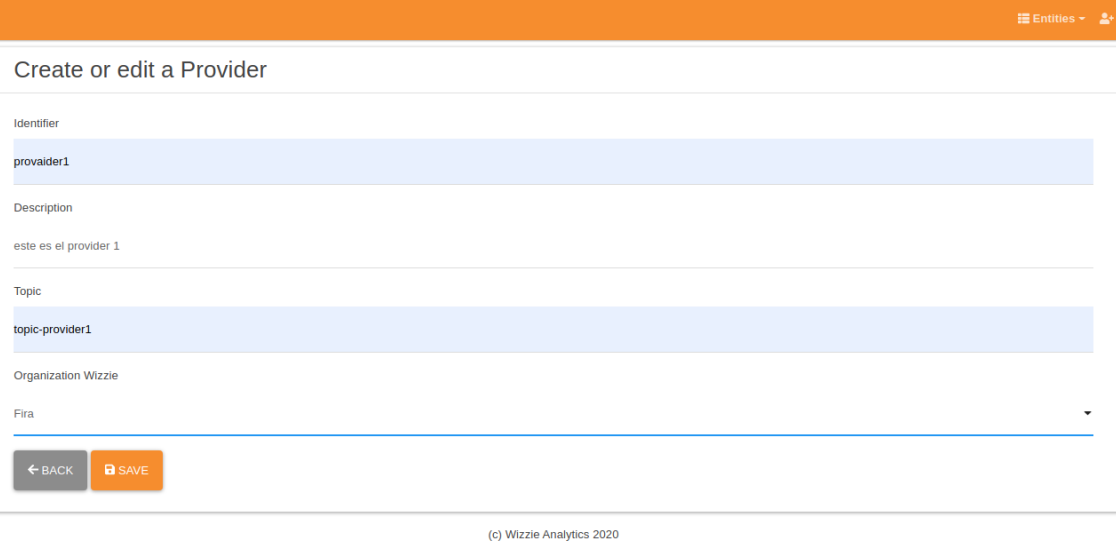 Entities
Create or edit a Provider
Identifier
provaider1
Description
este es el provider 1
Topic
topic-provider1
Organization Wizzie
Fira
BACK SAVE
(c) Wizzie Analytics 2020